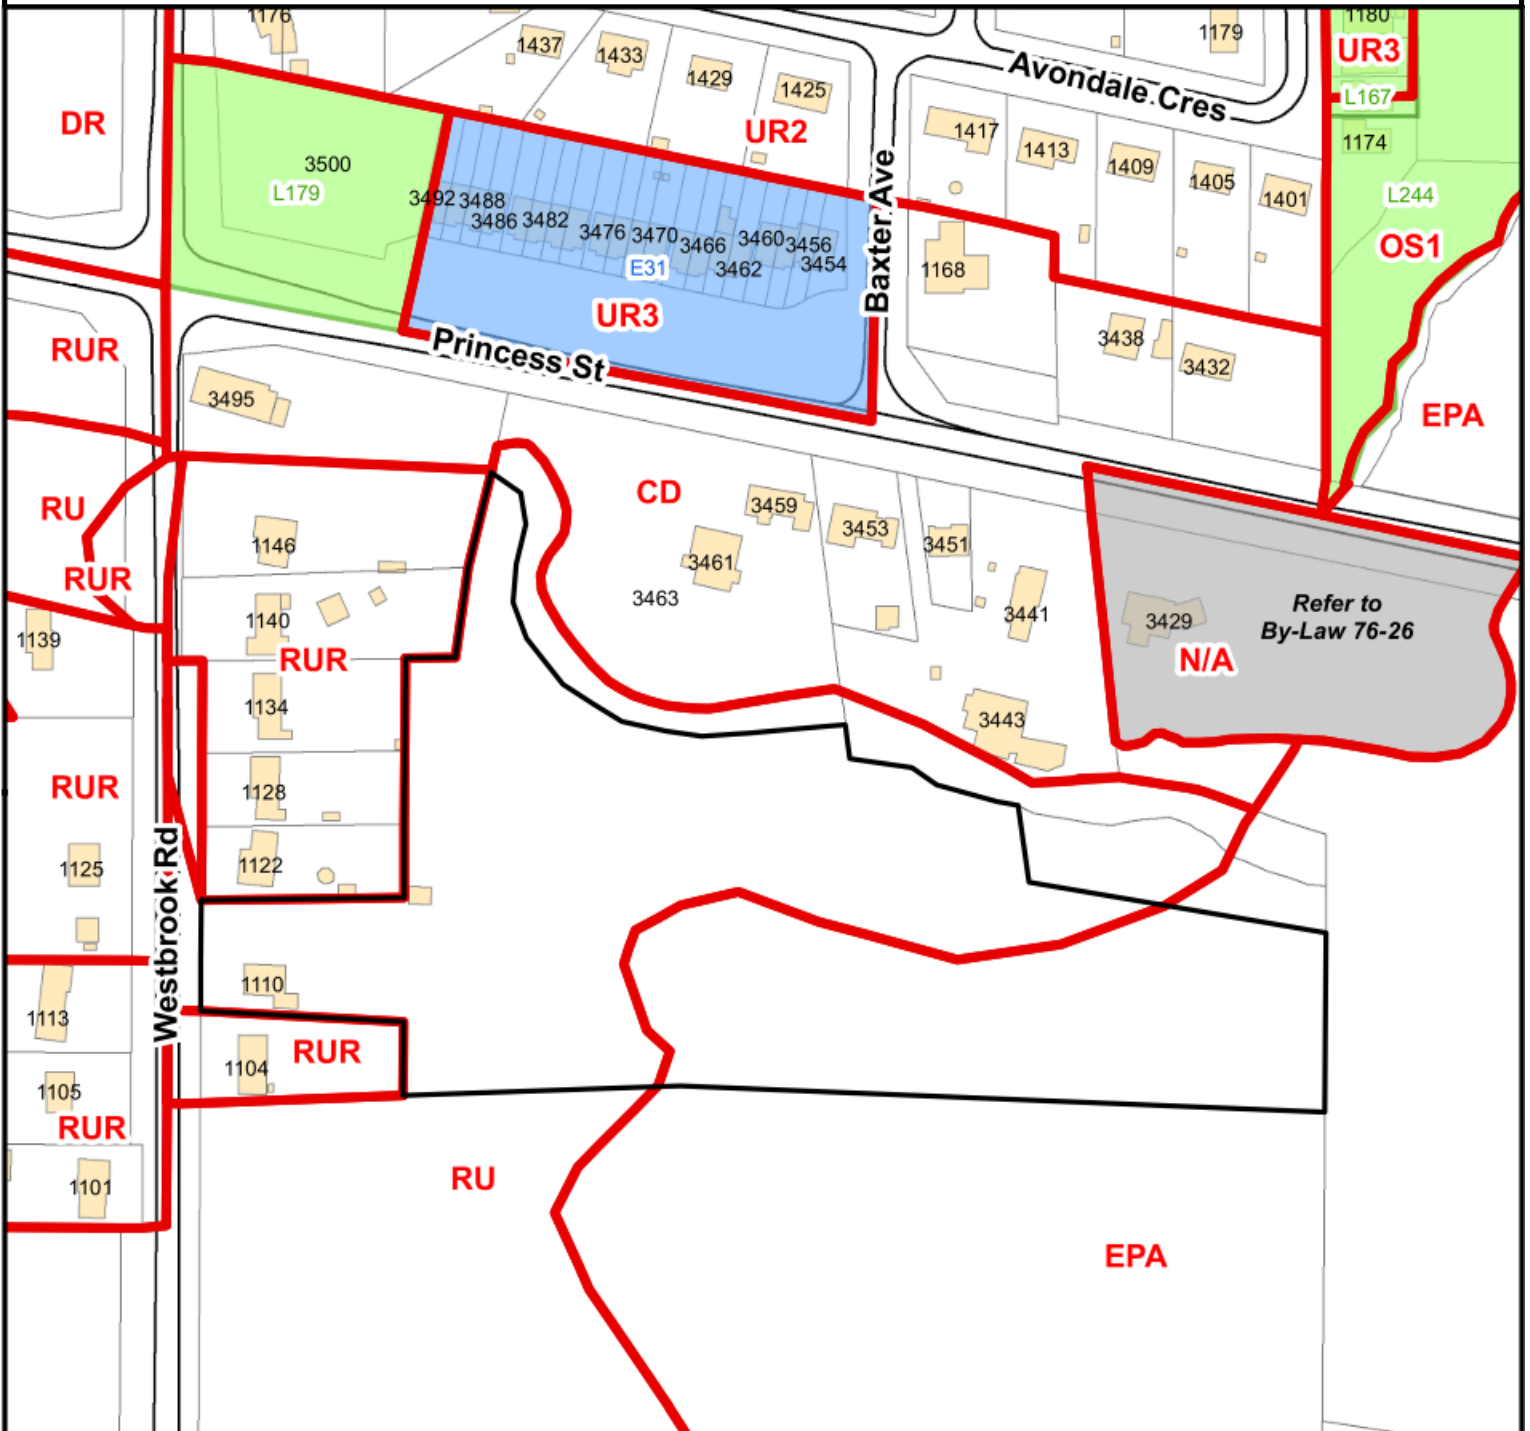 1176
1437
1433
1429
1425
1179
Avondale Cres
1180
UR3
L167
1174
DR
UR2
1417
1413
1409
1405
1401
3500
L179
L244
OS1
3492
3488
3486
3482
3476
3470
3466
3462
3460
3456
3454
E31
UR3
Baxter Ave
1168
Princess St
3438
3432
EPA
RUR
3495
RU
RUR
1146
CD
3459
3461
3463
3453
3451
3441
3429
Refer to
By-Law 76-26
N/A
1139
1140
RUR
1134
3443
RUR
1128
1125
1122
Westbrook Rd
1110
1113
1104
RUR
1105
RUR
1101
RU
EPA